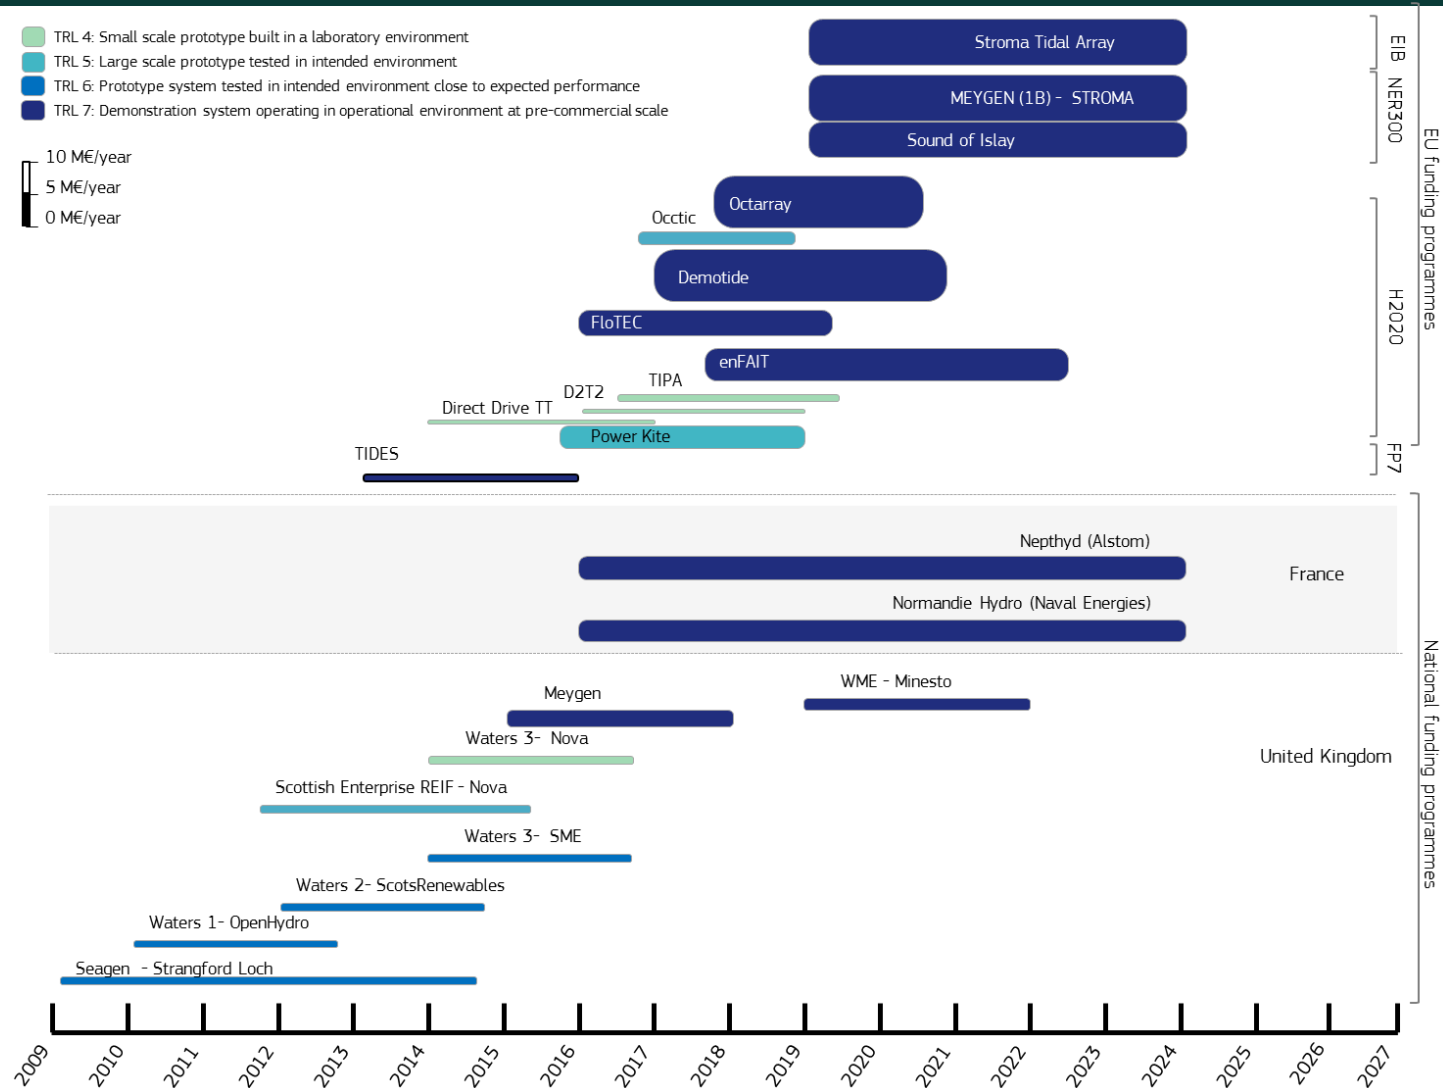 TRL 4: Small scale prototype built in a laboratory environment
TRL 5: Large scale prototype tested in intended environment
TRL 6: Prototype system tested in intended environment close to expected performance
TRL 7: Demonstration system operating in operational environment at pre-commercial scale
10 M€/year
5 M€/year
0 M€/year
Stroma Tidal Array
EIB
MEYGEN (1B) - STROMA
Sound of Islay
NER300
EU funding programmes
Octarray
Occtic
Demotide
FloTEC
enFAIT
TIPA
D2T2
Direct Drive TT
Power Kite
H2020
TIDES
FP7
Nepthyd (Alstom)
France
Normandie Hydro (Naval Energies)
National funding programmes
WME - Minesto
Meygen
Waters 3- Nova
United Kingdom
Scottish Enterprise REIF - Nova
Waters 3- SME
Waters 2- ScotsRenewables
Waters 1- OpenHydro
Seagen - Strangford Loch
2009
2010
2011
2012
2013
2014
2015
2016
2017
2018
2019
2020
2021
2022
2023
2024
2025
2026
2027